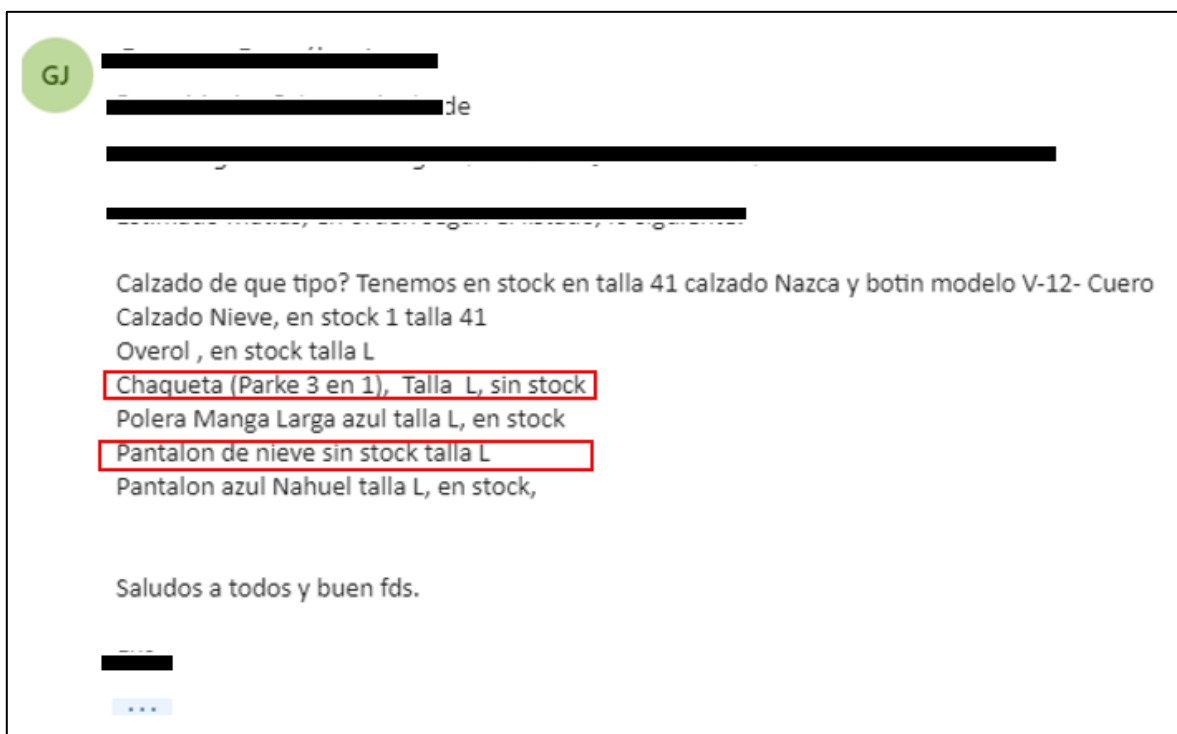 GJ
de
Calzado de que tipo? Tenemos en stock en talla 41 calzado Nazca y botin modelo V-12- Cuero
Calzado Nieve, en stock 1 talla 41
Overol , en stock talla L
Chaqueta (Parke 3 en 1), Talla L, sin stock
Polera Manga Larga azul talla L, en stock
Pantalon de nieve sin stock talla L
Pantalon azul Nahuel talla L, en stock,
Saludos a todos y buen fds.